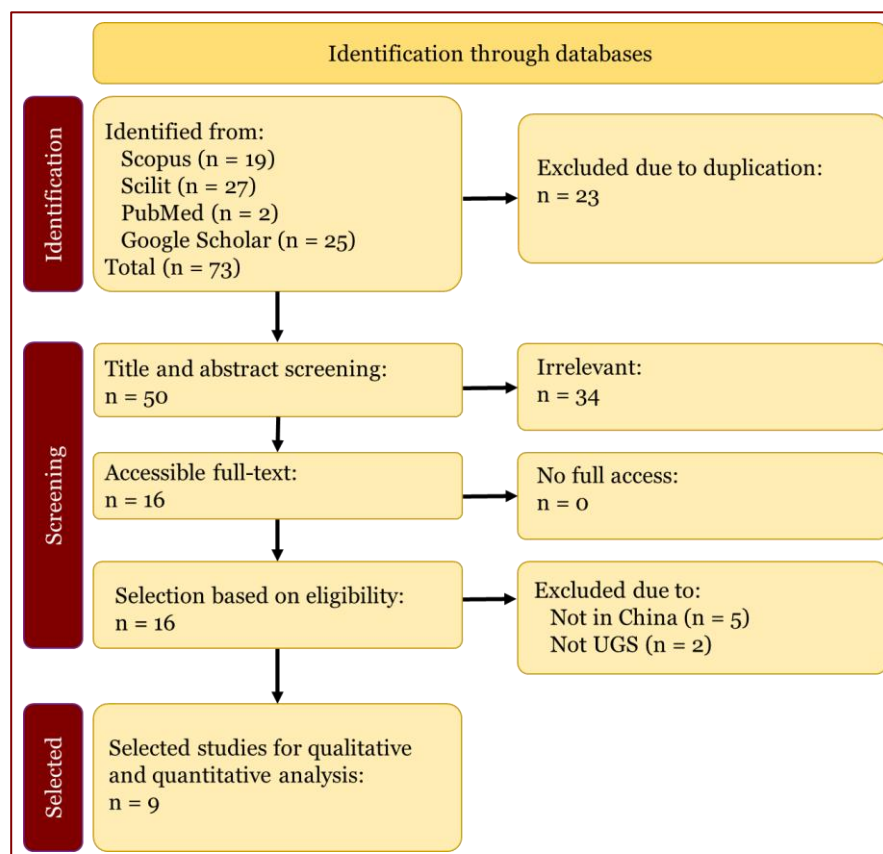 Identification through databases
Identification
Identified from:
Scopus (n = 19)
Scilit (n = 27)
PubMed (n = 2)
Google Scholar (n = 25)
Total (n = 73)
Excluded due to duplication:
n = 23
Screening
Title and abstract screening:
n = 50
Irrelevant:
n = 34
Accessible full-text:
n = 16
No full access:
n = 0
Selection based on eligibility:
n = 16
Excluded due to:
Not in China (n = 5)
Not UGS (n = 2)
Selected
Selected studies for qualitative
and quantitative analysis:
n = 9